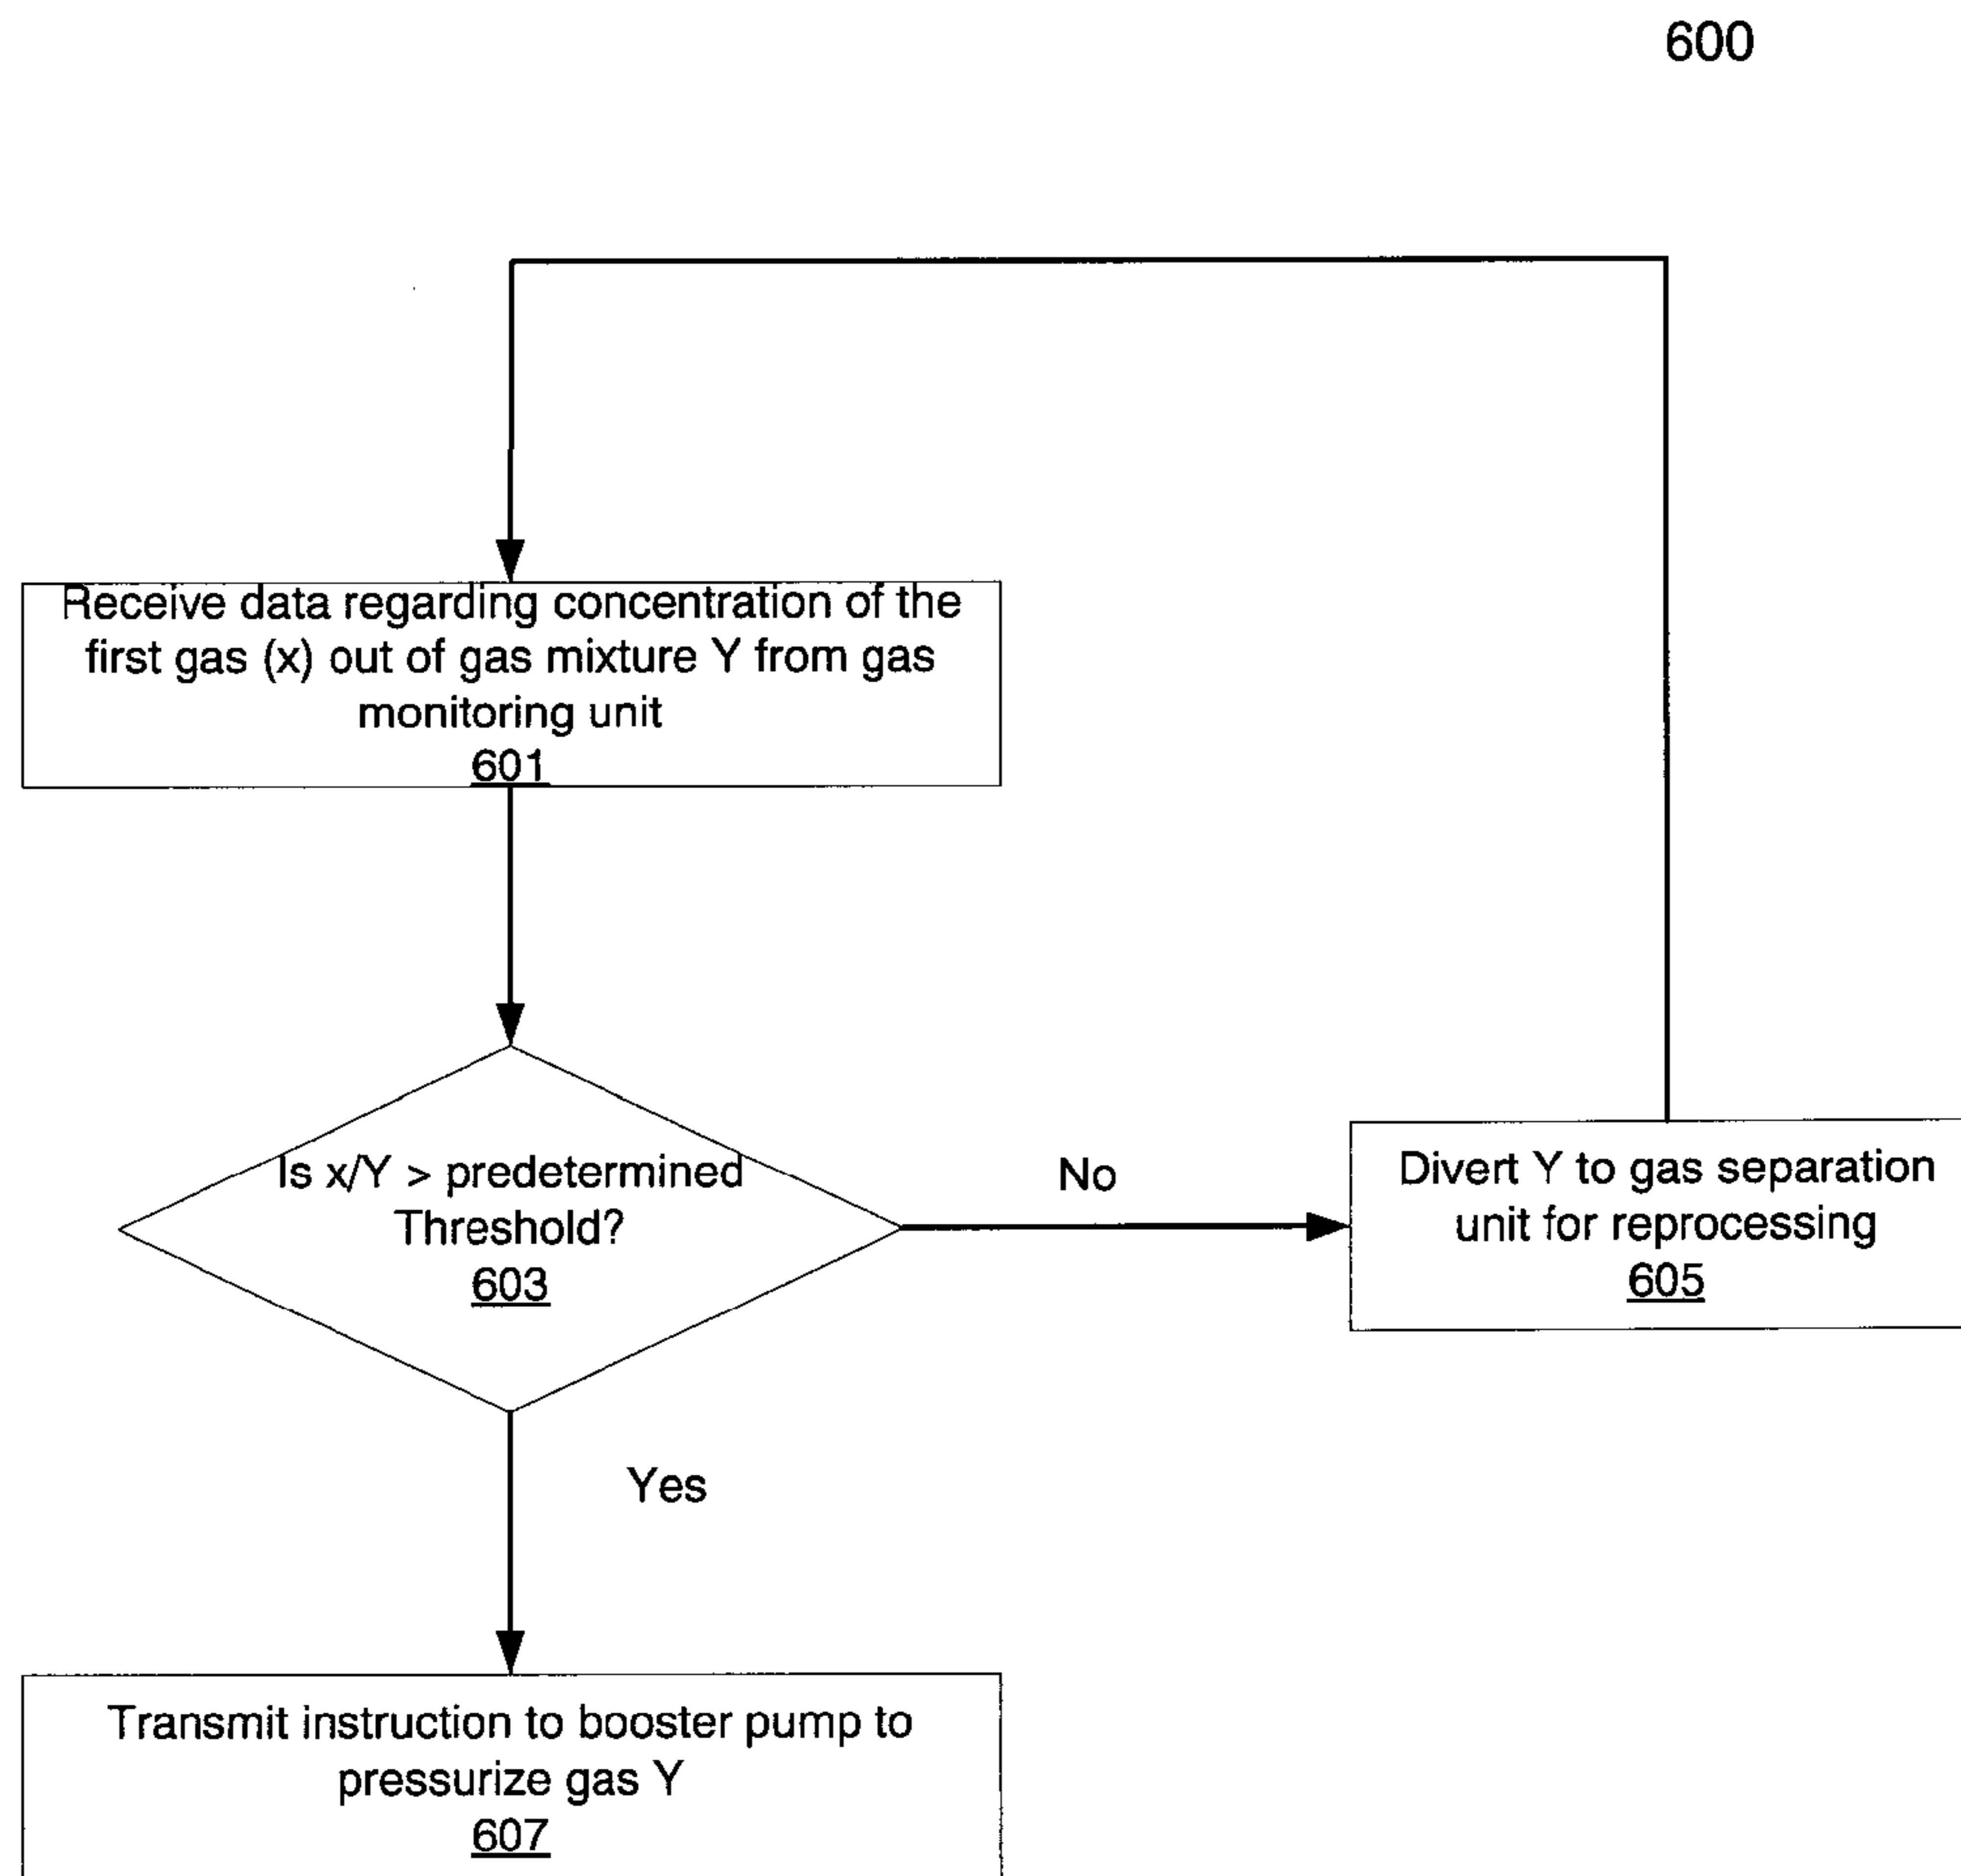 600
Receive data regarding concentration of the
first gas (x) out of gas mixture Y from gas
monitoring unit
601
Is x/Y > predetermined
Threshold?
603
No
Divert Y to gas separation
unit for reprocessing
605
Yes
Transmit instruction to booster pump to
pressurize gas Y
607